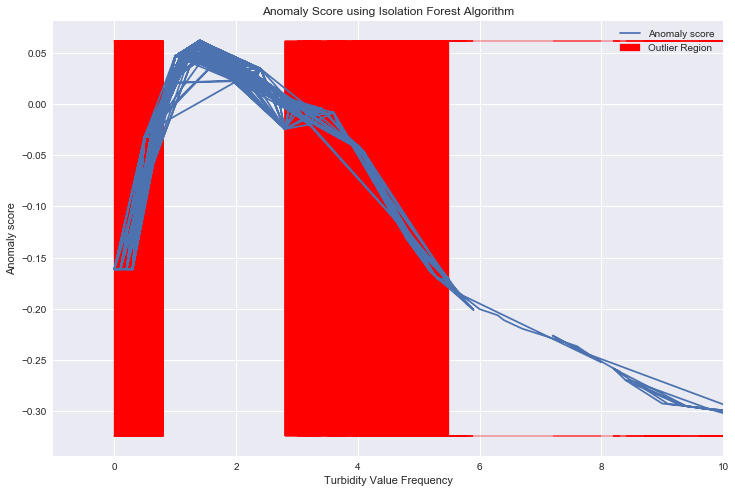 Anomaly Score using Isolation Forest Algorithm
Anomaly score
Outlier Region
0.05
0.00
−0.05
−0.10
−0.15
−0.20
−0.25
−0.30
Anomaly score
0
2
4
6
8
10
Turbidity Value Frequency